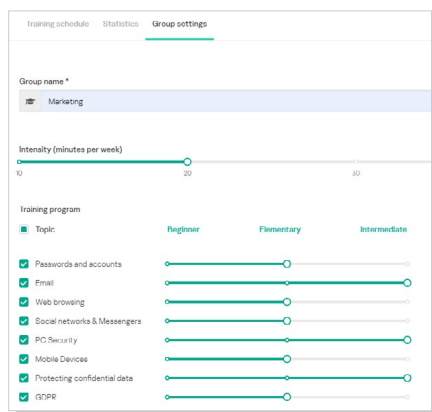 Training schedule Statistics Group settings
Group name *
Marketing
Intensity (minutes per week)
10 20 30
Training program
Topic Beginner Elementary Intermediate
Passwords and accounts
Email
Web browsing
Social networks & Messengers
PC Security
Mobile Devices
Protecting confidential data
GDPR